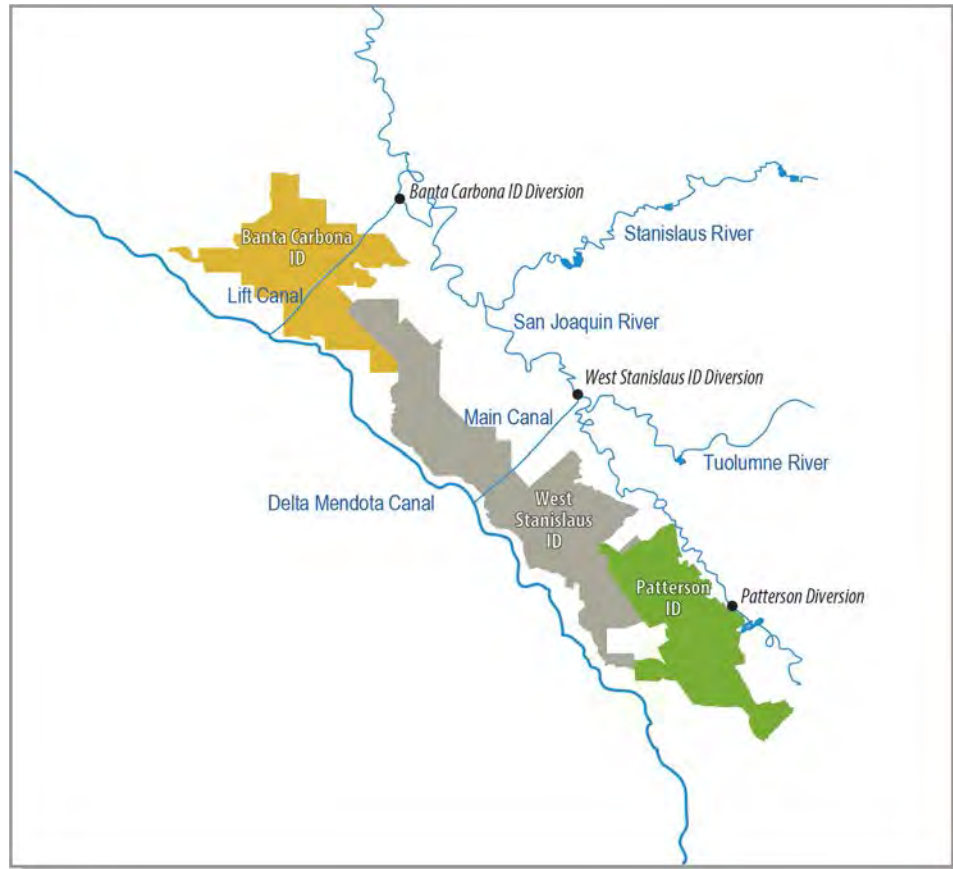 Banta Carbona ID Diversion
Stanislaus River
Banta Carbona
ID
Lift Canal
San Joaquin River
West Stanislaus ID Diversion
Main Canal
Tuolumne River
Delta Mendota Canal
West
Stanislaus
ID
Patterson
ID
Patterson Diversion